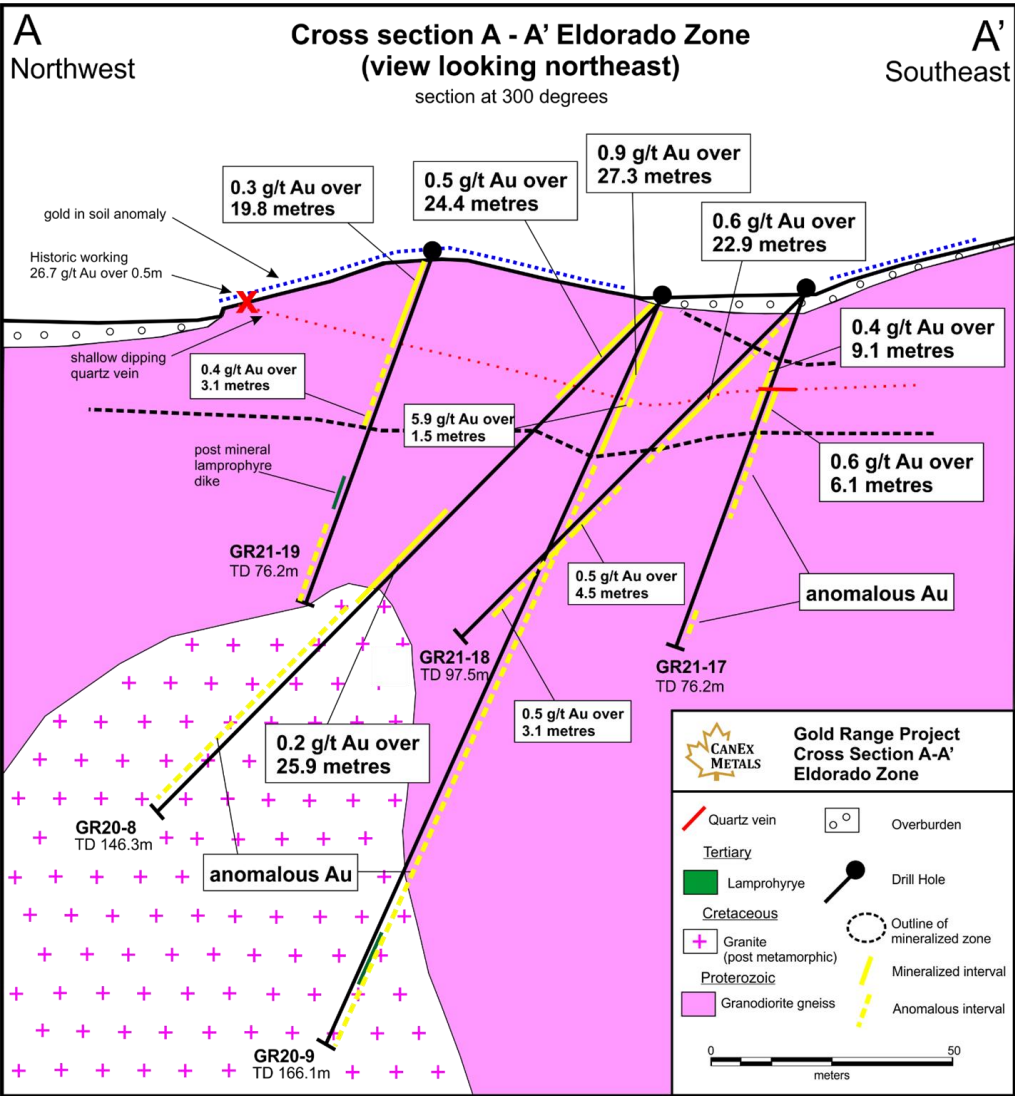 A
Northwest
Cross section A - A' Eldorado Zone
(view looking northeast)
section at 300 degrees
A'
Southeast
0.9 g/t Au over
27.3 metres
0.3 g/t Au over
19.8 metres
0.5 g/t Au over
24.4 metres
0.6 g/t Au over
22.9 metres
gold in soil anomaly
Historic working
26.7 g/t Au over 0.5m
X
shallow dipping
quartz vein
0.4 g/t Au over
9.1 metres
0.4 g/t Au over
3.1 metres
5.9 g/t Au over
1.5 metres
post mineral
lamprophyre
dike
0.6 g/t Au over
6.1 metres
GR21-19
TD 76.2m
0.5 g/t Au over
4.5 metres
anomalous Au
GR21-18
TD 97.5m
GR21-17
TD 76.2m
0.5 g/t Au over
3.1 metres
0.2 g/t Au over
25.9 metres
GR20-8
TD 146.3m
anomalous Au
GR20-9
TD 166.1m
CANEX
METALS
Gold Range Project
Cross Section A-A'
Eldorado Zone
Quartz vein
Overburden
Tertiary
Lamprohyrye
Drill Hole
Cretaceous
Granite
(post metamorphic)
Outline of
mineralized zone
Proterozoic
Granodiorite gneiss
Mineralized interval
Anomalous interval
0
50
meters